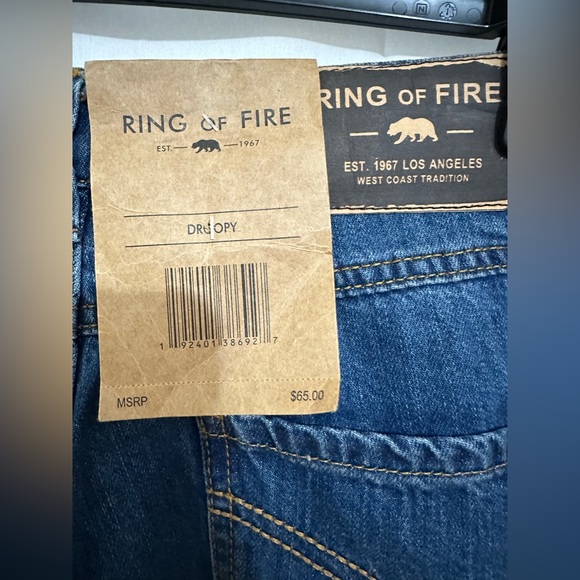 RING OF FIRE
EST. 1967
DROOPY
1 92401 38692 7
MSRP $65.00
RING OF FIRE
EST. 1967 LOS ANGELES
WEST COAST TRADITION